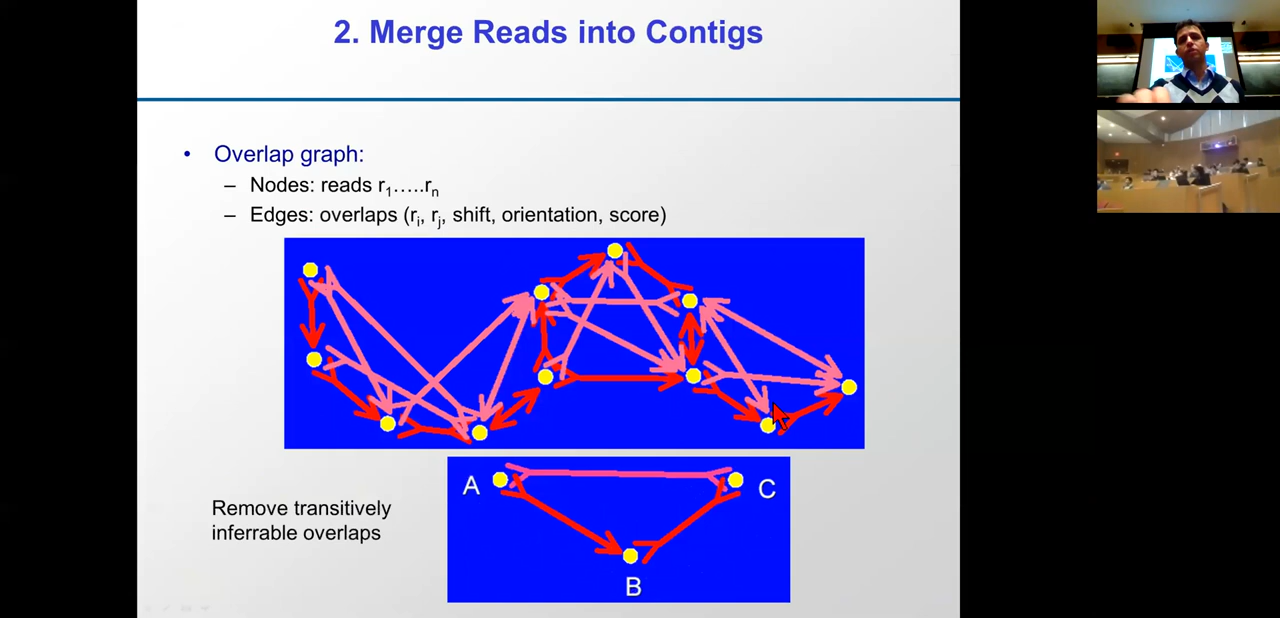 2. Merge Reads into Contigs
• Overlap graph:
– Nodes: reads r1…..rn
– Edges: overlaps (ri, rj, shift, orientation, score)
A
C
Remove transitively
inferrable overlaps
B